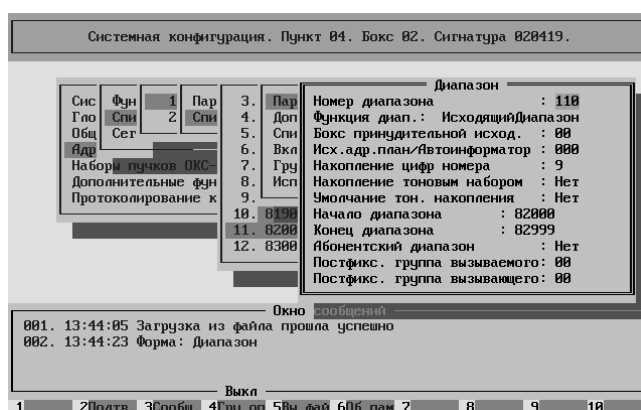 Системная конфигурация. Пункт 04. Бокс 02. Сигнатура 020419.
Диапазон
Сис Фун 1 Пар 3. Пар Номер диапазона : 110
Гло Спи 2 Спи 4. Доп Функция диап.: ИсходящийДиапазон
Общ Сег 5. Спи Бокс принудительной исход. : 00
Адр 6. Вкл Исх.адр.план/Автоинформатор : 000
Наборы пучков ОКС- 7. Гру Накопление цифр номера : 9
Дополнительные фун 8. Исп Накопление тоновым набором : Нет
Протоколирование к 9. Умолчание тон. накопления : Нет
10. 8190 Начало диапазона : 82000
11. 8200 Конец диапазона : 82999
12. 8300 Абонентский диапазон : Нет
Постфикс. группа вызываемого: 00
Постфикс. группа вызывающего: 00
Окно сообщений
001. 13:44:05 Загрузка из файла прошла успешно
002. 13:44:23 Форма: Диапазон
Выкл
1 2Подтв 3Сообщ 4Гру оп 5Вы фай 6Об пам 7 8 9 10